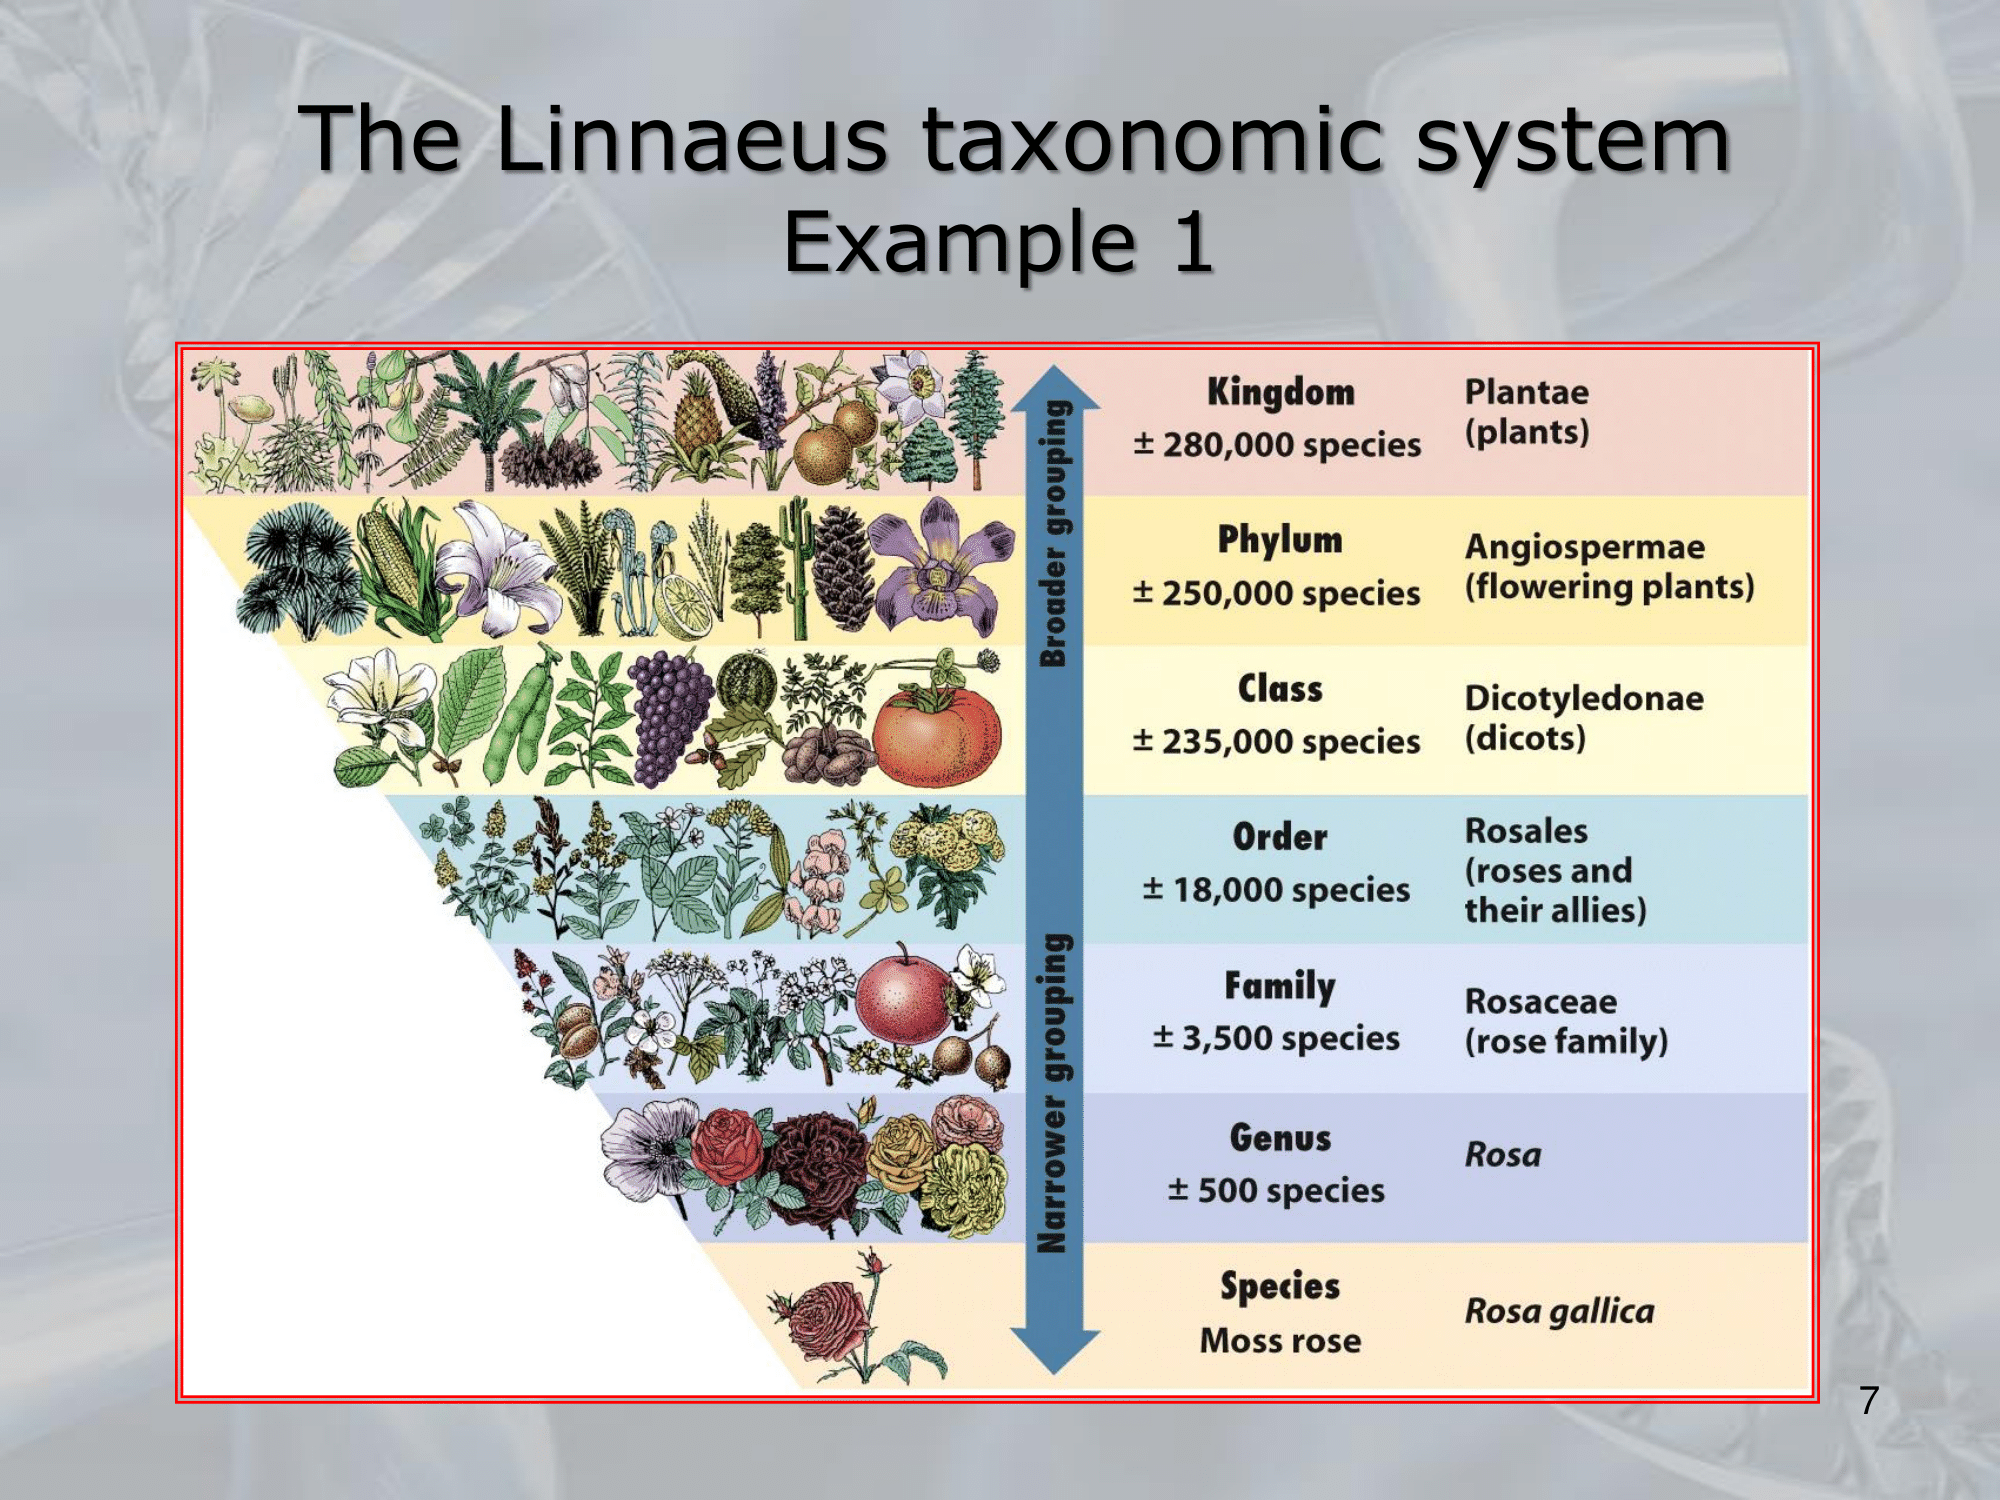 The Linnaeus taxonomic system
Example 1
Broader grouping
Narrower grouping
Kingdom
± 280,000 species
Plantae
(plants)
Phylum
± 250,000 species
Angiospermae
(flowering plants)
Class
± 235,000 species
Dicotyledonae
(dicots)
Order
± 18,000 species
Rosales
(roses and
their allies)
Family
± 3,500 species
Rosaceae
(rose family)
Genus
± 500 species
Rosa
Species
Moss rose
Rosa gallica
7